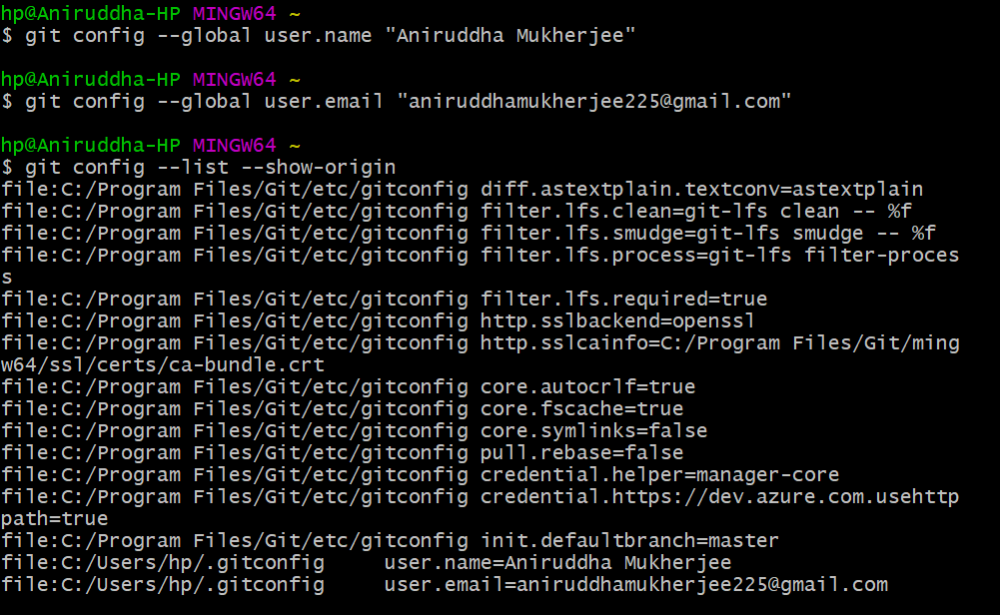 hp@Aniruddha-HP MINGW64 ~
$ git config --global user.name "Aniruddha Mukherjee"
hp@Aniruddha-HP MINGW64 ~
$ git config --global user.email "aniruddhamukherjee225@gmail.com"
hp@Aniruddha-HP MINGW64 ~
$ git config --list --show-origin
file:C:/Program Files/Git/etc/gitconfig diff.astextplain.textconv=astextplain
file:C:/Program Files/Git/etc/gitconfig filter.lfs.clean=git-lfs clean -- %f
file:C:/Program Files/Git/etc/gitconfig filter.lfs.smudge=git-lfs smudge -- %f
file:C:/Program Files/Git/etc/gitconfig filter.lfs.process=git-lfs filter-proces
s
file:C:/Program Files/Git/etc/gitconfig filter.lfs.required=true
file:C:/Program Files/Git/etc/gitconfig http.sslbackend=openssl
file:C:/Program Files/Git/etc/gitconfig http.sslcainfo=C:/Program Files/Git/ming
w64/ssl/certs/ca-bundle.crt
file:C:/Program Files/Git/etc/gitconfig core.autocrlf=true
file:C:/Program Files/Git/etc/gitconfig core.fscache=true
file:C:/Program Files/Git/etc/gitconfig core.symlinks=false
file:C:/Program Files/Git/etc/gitconfig pull.rebase=false
file:C:/Program Files/Git/etc/gitconfig credential.helper=manager-core
file:C:/Program Files/Git/etc/gitconfig credential.https://dev.azure.com.usehttp
path=true
file:C:/Program Files/Git/etc/gitconfig init.defaultbranch=master
file:C:/Users/hp/.gitconfig     user.name=Aniruddha Mukherjee
file:C:/Users/hp/.gitconfig     user.email=aniruddhamukherjee225@gmail.com